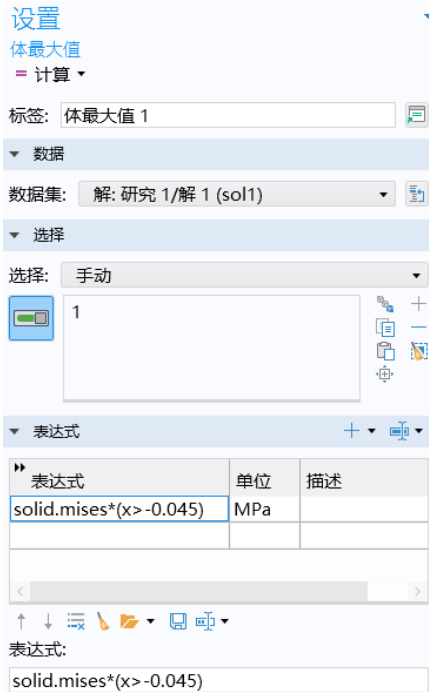 设置
体最大值
= 计算
标签: 体最大值 1
数据
数据集: 解: 研究 1/解 1 (sol1)
选择
选择: 手动
1
表达式
表达式 单位 描述
solid.mises*(x>-0.045) MPa
表达式:
solid.mises*(x>-0.045)